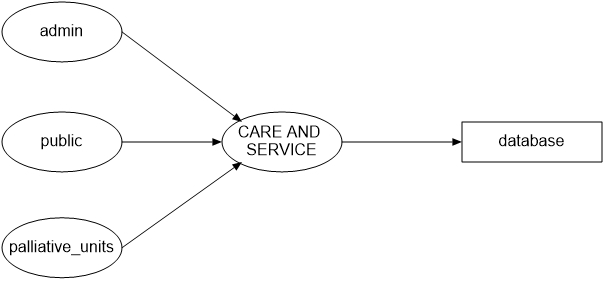 admin
public
CARE AND
SERVICE
database
palliative_units